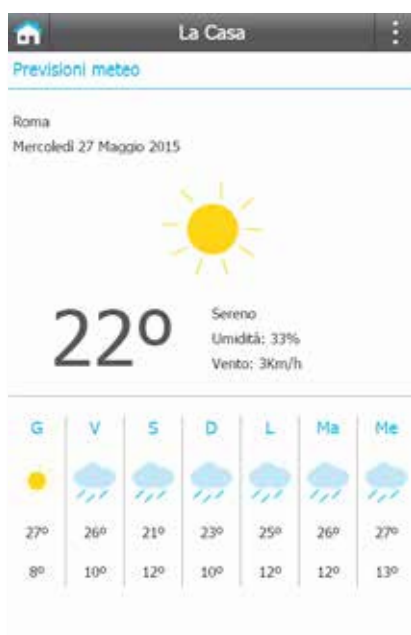 La Casa
Previsioni meteo
Roma
Mercoledì 27 Maggio 2015
22º
Sereno
Umidità: 33%
Vento: 3Km/h
G V S D L Ma Me
27º 26º 21º 23º 25º 26º 27º
8º 10º 12º 10º 12º 12º 13º